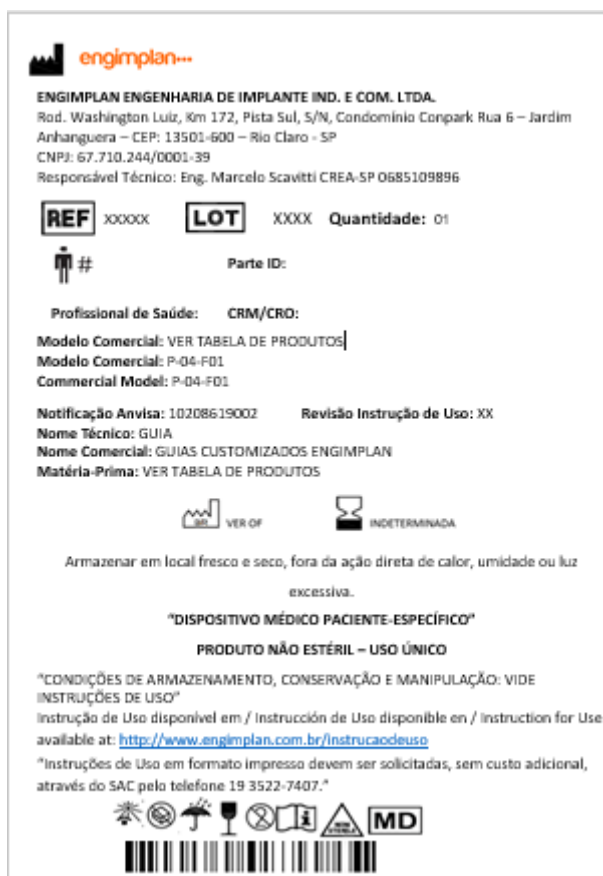 engimplan
ENGIMPLAN ENGENHARIA DE IMPLANTE IND. E COM. LTDA.
Rod. Washington Luiz, Km 172, Pista Sul, S/N, Condomínio Conpark Rua 6 – Jardim
Anhanguera – CEP: 13501-600 – Rio Claro - SP
CNPJ: 67.710.244/0001-39
Responsável Técnico: Eng. Marcelo Scavitti CREA-SP 0685109896
REF XXXXX LOT XXXX Quantidade: 01
# Parte ID:
Profissional de Saúde: CRM/CRO:
Modelo Comercial: VER TABELA DE PRODUTOS
Modelo Comercial: P-04-F01
Commercial Model: P-04-F01
Notificação Anvisa: 10208619002 Revisão Instrução de Uso: XX
Nome Técnico: GUIA
Nome Comercial: GUIAS CUSTOMIZADOS ENGIMPLAN
Matéria-Prima: VER TABELA DE PRODUTOS
BR VER OF INDETERMINADA
Armazenar em local fresco e seco, fora da ação direta de calor, umidade ou luz
excessiva.
"DISPOSITIVO MÉDICO PACIENTE-ESPECÍFICO"
PRODUTO NÃO ESTÉRIL – USO ÚNICO
"CONDIÇÕES DE ARMAZENAMENTO, CONSERVAÇÃO E MANIPULAÇÃO: VIDE
INSTRUÇÕES DE USO"
Instrução de Uso disponível em / Instrucción de Uso disponible en / Instruction for Use
available at: http://www.engimplan.com.br/instrucaodeuso
"Instruções de Uso em formato impresso devem ser solicitadas, sem custo adicional,
através do SAC pelo telefone 19 3522-7407."
NON STERILE MD